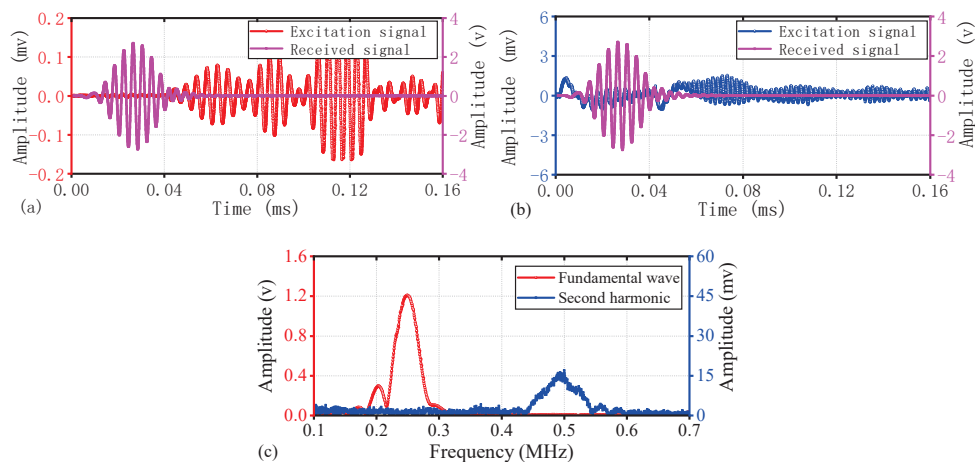 Amplitude (mv)
0.2
0.1
0.0
-0.1
-0.2
Excitation signal
Received signal
4
2
0
-2
-4
Amplitude (v)
0.00 0.04 0.08 0.12 0.16
Time (ms)
(a)
Amplitude (mv)
6
3
0
-3
-6
Excitation signal
Received signal
4
2
0
-2
-4
Amplitude (v)
0.00 0.04 0.08 0.12 0.16
Time (ms)
(b)
Amplitude (v)
1.6
1.2
0.8
0.4
0.0
Fundamental wave
Second harmonic
60
45
30
15
0
Amplitude (mv)
0.1 0.2 0.3 0.4 0.5 0.6 0.7
Frequency (MHz)
(c)